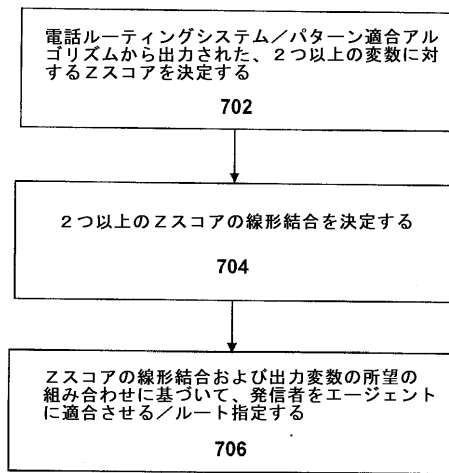 電話ルーティングシステム／パターン適合アル
ゴリズムから出力された、２つ以上の変数に対
するＺスコアを決定する
702
２つ以上のＺスコアの線形結合を決定する
704
Ｚスコアの線形結合および出力変数の所望の
組み合わせに基づいて、発信者をエージェント
に適合させる／ルート指定する
706